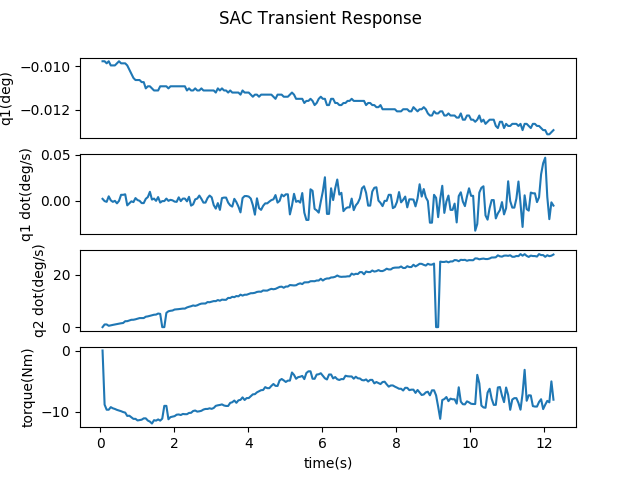 SAC Transient Response
q1(deg)
−0.010
−0.012
q1 dot(deg/s)
0.05
0.00
q2 dot(deg/s)
20
0
torque(Nm)
0
−10
0 2 4 6 8 10 12
time(s)